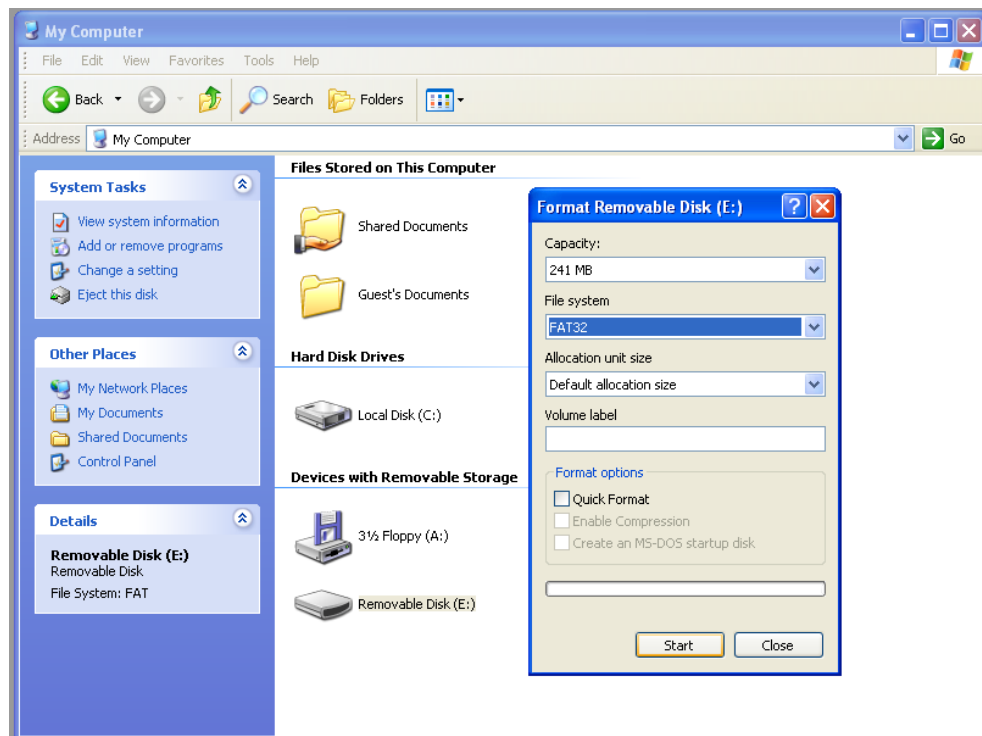 My Computer
File Edit View Favorites Tools Help
Back Search Folders
Address My Computer Go
System Tasks
View system information
Add or remove programs
Change a setting
Eject this disk
Other Places
My Network Places
My Documents
Shared Documents
Control Panel
Details
Removable Disk (E:)
Removable Disk
File System: FAT
Files Stored on This Computer
Shared Documents
Guest's Documents
Hard Disk Drives
Local Disk (C:)
Devices with Removable Storage
3½ Floppy (A:)
Removable Disk (E:)
Format Removable Disk (E:)
Capacity:
241 MB
File system
FAT32
Allocation unit size
Default allocation size
Volume label
Format options
Quick Format
Enable Compression
Create an MS-DOS startup disk
Start Close